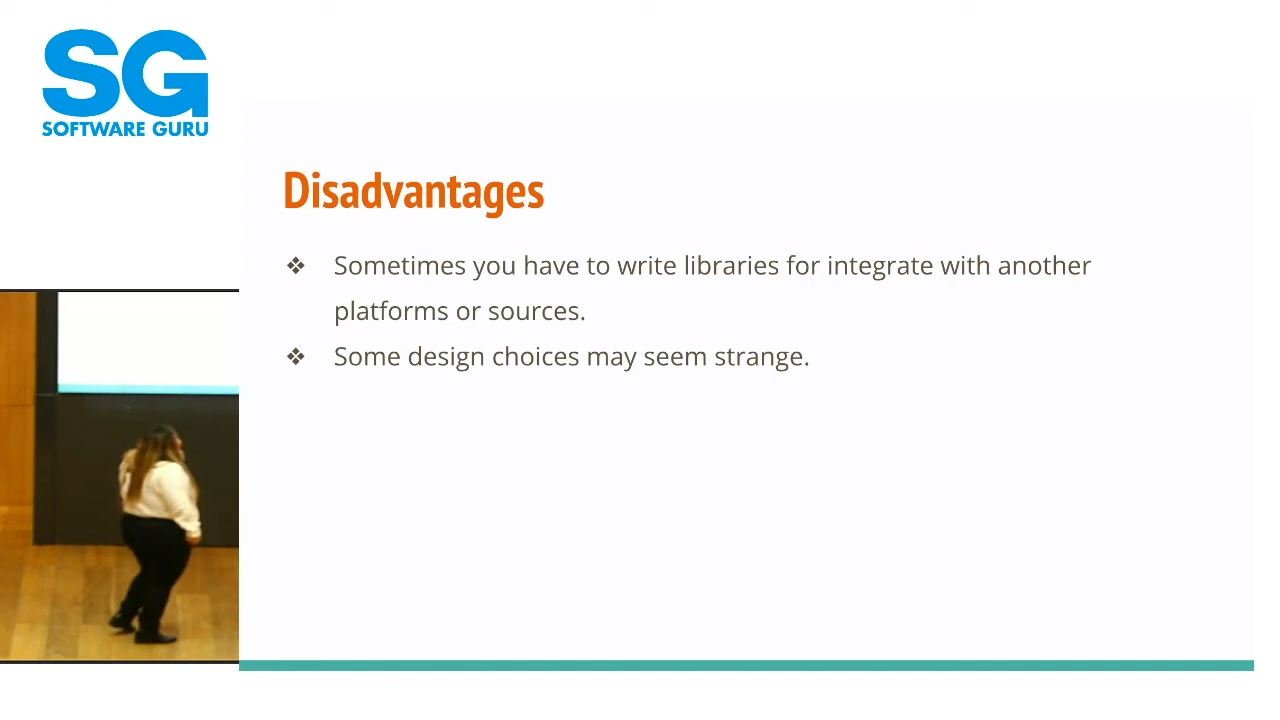 SG
SOFTWARE GURU
Disadvantages
❖ Sometimes you have to write libraries for integrate with another
platforms or sources.
❖ Some design choices may seem strange.